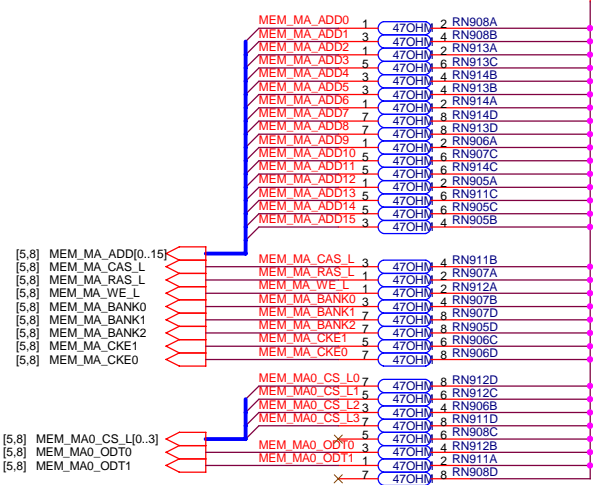 MEM_MA_ADD0 1 47OHM 2 RN908A
MEM_MA_ADD1 3 47OHM 4 RN908B
MEM_MA_ADD2 1 47OHM 2 RN913A
MEM_MA_ADD3 5 47OHM 6 RN913C
MEM_MA_ADD4 3 47OHM 4 RN914B
MEM_MA_ADD5 3 47OHM 4 RN913B
MEM_MA_ADD6 1 47OHM 2 RN914A
MEM_MA_ADD7 7 47OHM 8 RN914D
MEM_MA_ADD8 7 47OHM 8 RN913D
MEM_MA_ADD9 1 47OHM 2 RN906A
MEM_MA_ADD10 5 47OHM 6 RN907C
MEM_MA_ADD11 5 47OHM 6 RN914C
MEM_MA_ADD12 1 47OHM 2 RN905A
MEM_MA_ADD13 5 47OHM 6 RN911C
MEM_MA_ADD14 5 47OHM 6 RN905C
MEM_MA_ADD15 3 47OHM 4 RN905B
[5,8] MEM_MA_ADD[0..15]
[5,8] MEM_MA_CAS_L MEM_MA_CAS_L 3 47OHM 4 RN911B
[5,8] MEM_MA_RAS_L MEM_MA_RAS_L 1 47OHM 2 RN907A
[5,8] MEM_MA_WE_L MEM_MA_WE_L 1 47OHM 2 RN912A
[5,8] MEM_MA_BANK0 MEM_MA_BANK0 3 47OHM 4 RN907B
[5,8] MEM_MA_BANK1 MEM_MA_BANK1 7 47OHM 8 RN907D
[5,8] MEM_MA_BANK2 MEM_MA_BANK2 7 47OHM 8 RN905D
[5,8] MEM_MA_CKE1 MEM_MA_CKE1 5 47OHM 6 RN906C
[5,8] MEM_MA_CKE0 MEM_MA_CKE0 7 47OHM 8 RN906D
MEM_MA0_CS_L0 7 47OHM 8 RN912D
MEM_MA0_CS_L1 5 47OHM 6 RN912C
MEM_MA0_CS_L2 3 47OHM 4 RN906B
MEM_MA0_CS_L3 7 47OHM 8 RN911D
[5,8] MEM_MA0_CS_L[0..3] 5 47OHM 6 RN908C
[5,8] MEM_MA0_ODT0 MEM_MA0_ODT0 3 47OHM 4 RN912B
[5,8] MEM_MA0_ODT1 MEM_MA0_ODT1 1 47OHM 2 RN911A
7 47OHM 8 RN908D